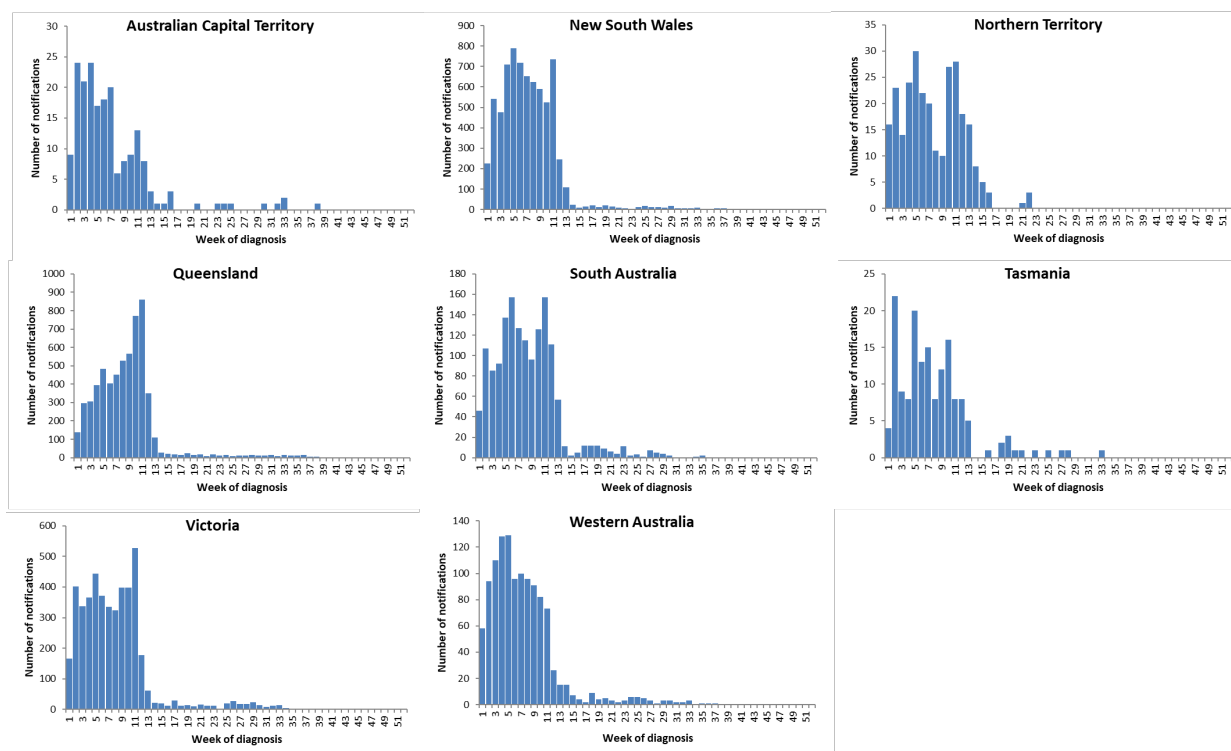 Australian Capital Territory
Number of notifications
30
25
20
15
10
5
0
1 3 5 7 9 11 13 15 17 19 21 23 25 27 29 31 33 35 37 39 41 43 45 47 49 51
Week of diagnosis
New South Wales
Number of notifications
900
800
700
600
500
400
300
200
100
0
1 3 5 7 9 11 13 15 17 19 21 23 25 27 29 31 33 35 37 39 41 43 45 47 49 51
Week of diagnosis
Northern Territory
Number of notifications
35
30
25
20
15
10
5
0
1 3 5 7 9 11 13 15 17 19 21 23 25 27 29 31 33 35 37 39 41 43 45 47 49 51
Week of diagnosis
Queensland
Number of notifications
1000
900
800
700
600
500
400
300
200
100
0
1 3 5 7 9 11 13 15 17 19 21 23 25 27 29 31 33 35 37 39 41 43 45 47 49 51
Week of diagnosis
South Australia
Number of notifications
180
160
140
120
100
80
60
40
20
0
1 3 5 7 9 11 13 15 17 19 21 23 25 27 29 31 33 35 37 39 41 43 45 47 49 51
Week of diagnosis
Tasmania
Number of notifications
25
20
15
10
5
0
1 3 5 7 9 11 13 15 17 19 21 23 25 27 29 31 33 35 37 39 41 43 45 47 49 51
Week of diagnosis
Victoria
Number of notifications
600
500
400
300
200
100
0
1 3 5 7 9 11 13 15 17 19 21 23 25 27 29 31 33 35 37 39 41 43 45 47 49 51
Week of diagnosis
Western Australia
Number of notifications
140
120
100
80
60
40
20
0
1 3 5 7 9 11 13 15 17 19 21 23 25 27 29 31 33 35 37 39 41 43 45 47 49 51
Week of diagnosis